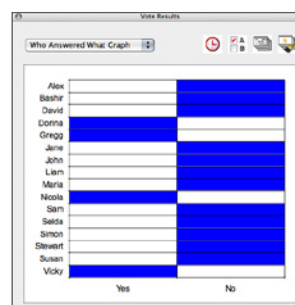 Vote Results
Who Answered What Graph
A
B
Alex
Bashir
David
Donna
Gregg
Jane
John
Liam
Maria
Nicola
Sam
Selda
Simon
Stewart
Susan
Vicky
Yes No